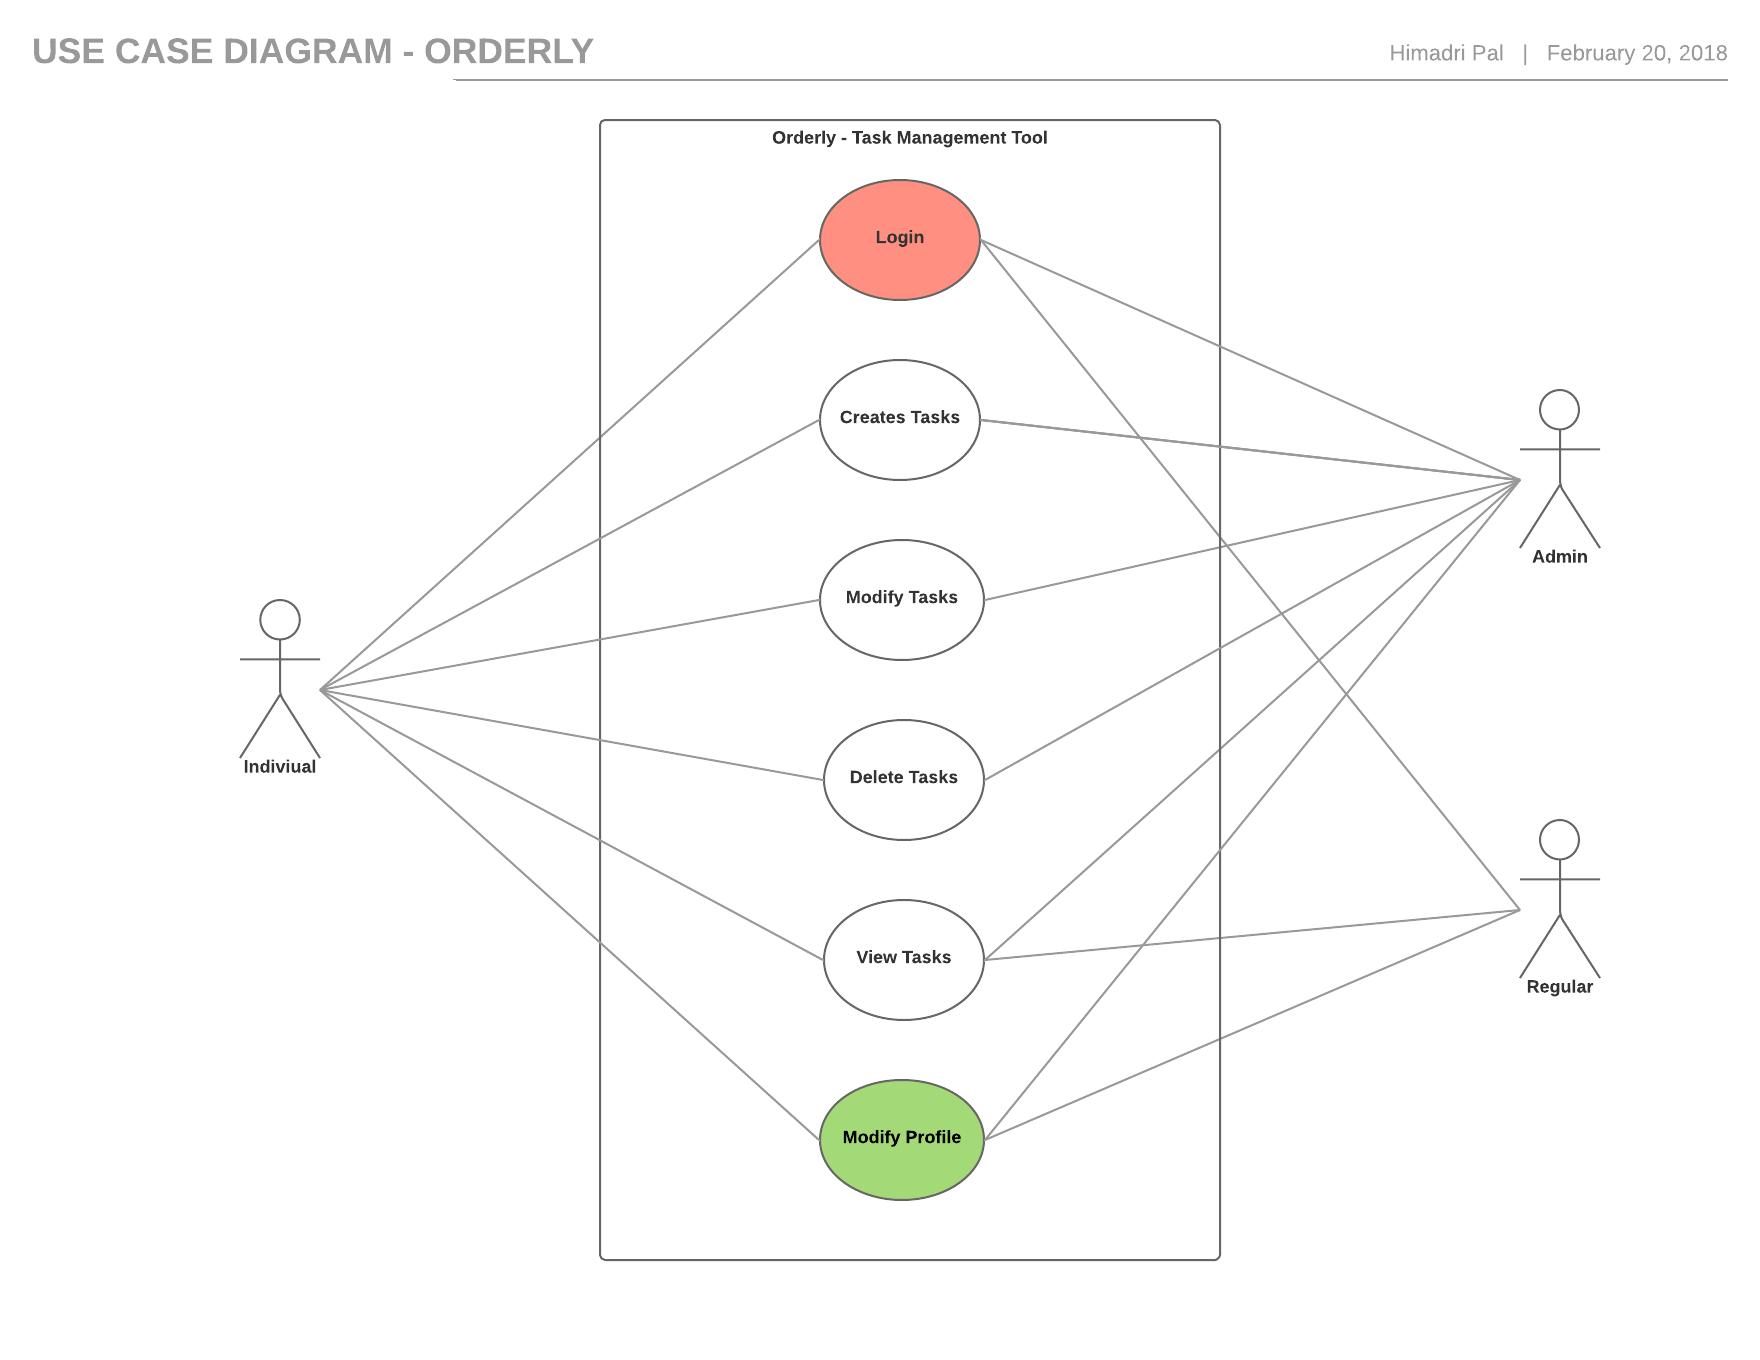 USE CASE DIAGRAM - ORDERLY
Himadri Pal | February 20, 2018
Orderly - Task Management Tool
Login
Creates Tasks
Admin
Modify Tasks
Indiviual
Delete Tasks
View Tasks
Regular
Modify Profile